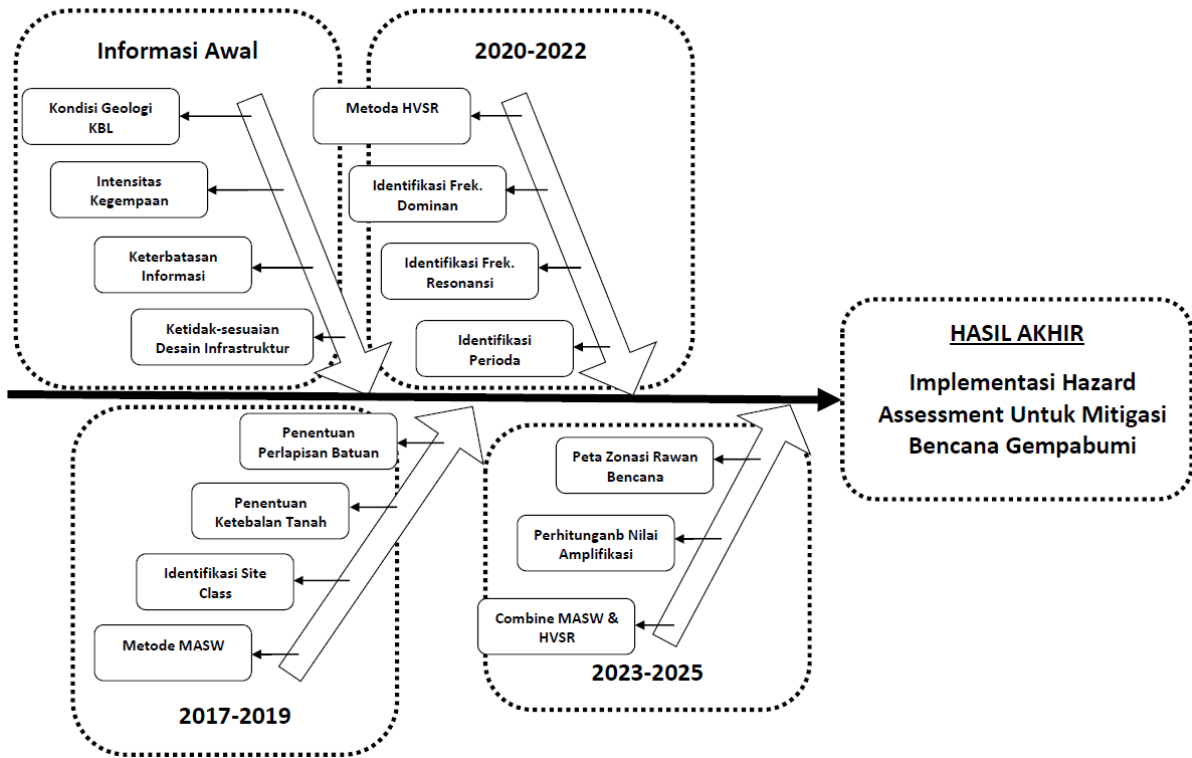 Informasi Awal
Kondisi Geologi
KBL
Intensitas
Kegempaan
Keterbatasan
Informasi
Ketidak-sesuaian
Desain Infrastruktur
2020-2022
Metoda HVSR
Identifikasi Frek.
Dominan
Identifikasi Frek.
Resonansi
Identifikasi
Perioda
Penentuan
Perlapisan Batuan
Penentuan
Ketebalan Tanah
Identifikasi Site
Class
Metode MASW
2017-2019
Peta Zonasi Rawan
Bencana
Perhitunganb Nilai
Amplifikasi
Combine MASW &
HVSR
2023-2025
HASIL AKHIR
Implementasi Hazard
Assessment Untuk Mitigasi
Bencana Gempabumi